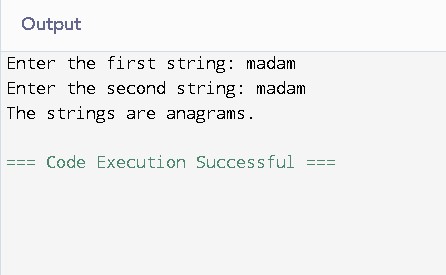 Output
Enter the first string: madam
Enter the second string: madam
The strings are anagrams.
=== Code Execution Successful ===